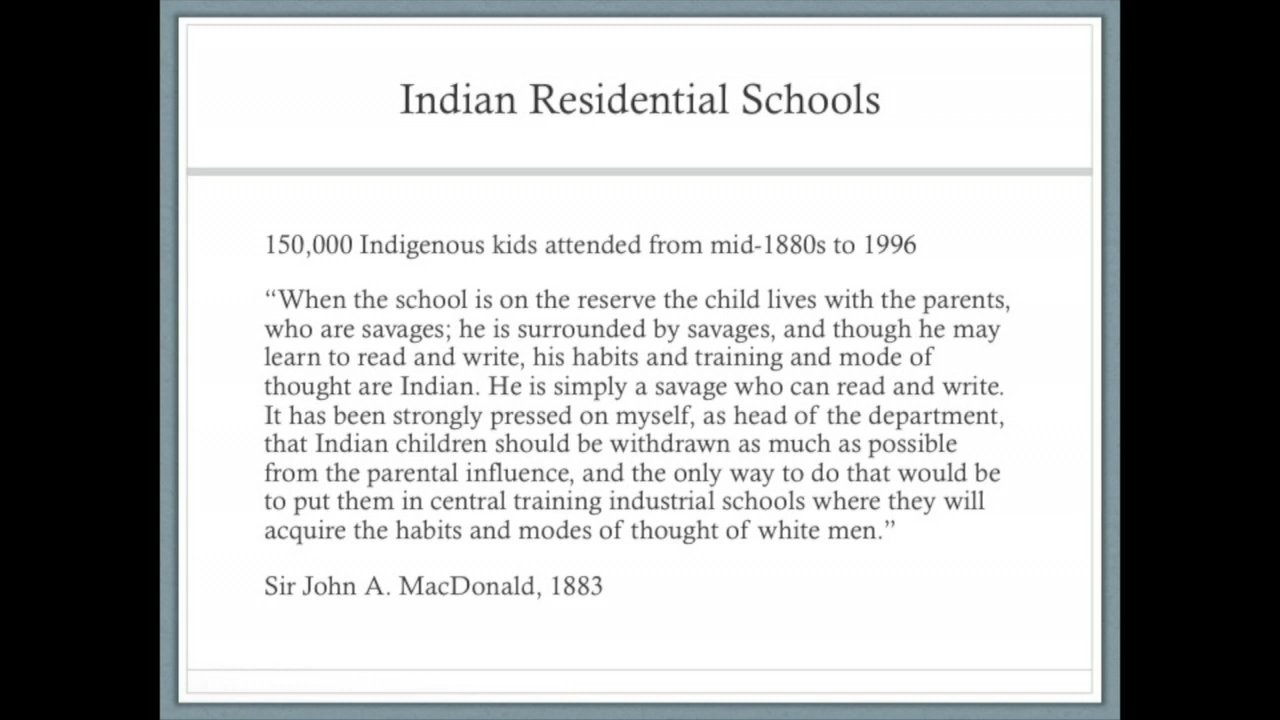 Indian Residential Schools
150,000 Indigenous kids attended from mid-1880s to 1996
“When the school is on the reserve the child lives with the parents,
who are savages; he is surrounded by savages, and though he may
learn to read and write, his habits and training and mode of
thought are Indian. He is simply a savage who can read and write.
It has been strongly pressed on myself, as head of the department,
that Indian children should be withdrawn as much as possible
from the parental influence, and the only way to do that would be
to put them in central training industrial schools where they will
acquire the habits and modes of thought of white men.”
Sir John A. MacDonald, 1883